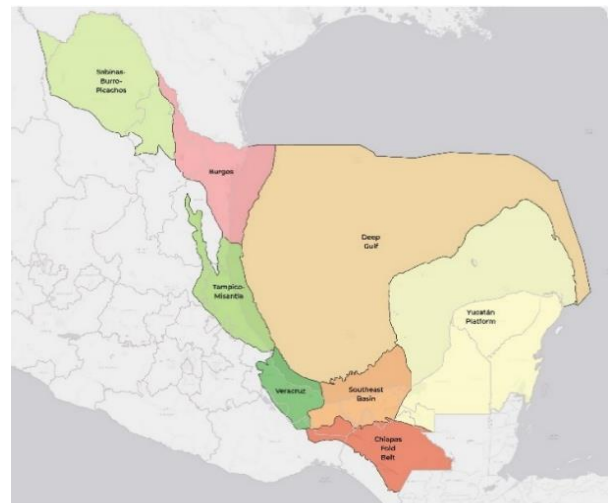 Sabinas-
Burro-
Picachos
Burgos
Deep
Gulf
Tampico-
Misantla
Yucatán
Platform
Veracruz
Southeast
Basin
Chiapas
Fold
Belt